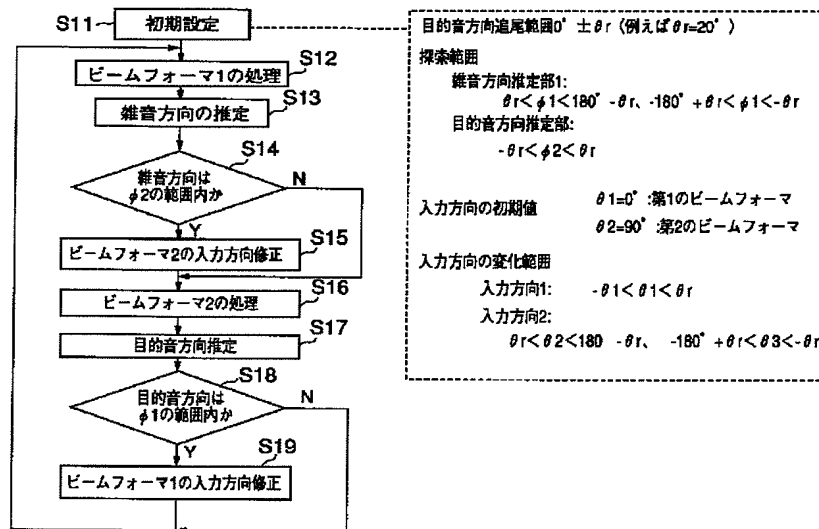 S11
初期設定
S12
ビームフォーマ1の処理
S13
雑音方向の推定
S14
雑音方向は
φ2の範囲内か
N
Y
S15
ビームフォーマ2の入力方向修正
S16
ビームフォーマ2の処理
S17
目的音方向推定
S18
目的音方向は
φ1の範囲内か
N
Y
S19
ビームフォーマ1の入力方向修正
目的音方向追尾範囲0° ±θr (例えばθr=20°)
探索範囲
雑音方向推定部1:
θr<φ1<180° -θr、-180° +θr<φ1<-θr
目的音方向推定部:
-θr<φ2<θr
入力方向の初期値
θ1=0° :第1のビームフォーマ
θ2=90° :第2のビームフォーマ
入力方向の変化範囲
入力方向1: -θ1<θ1<θr
入力方向2:
θr<θ2<180 -θr、 -180° +θr<θ3<-θr